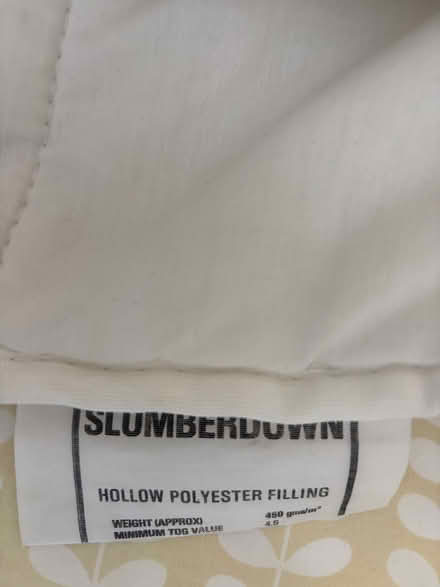 SLUMBERDOWN
HOLLOW POLYESTER FILLING
WEIGHT (APPROX) 450 gms/m²
MINIMUM TOG VALUE 4.5